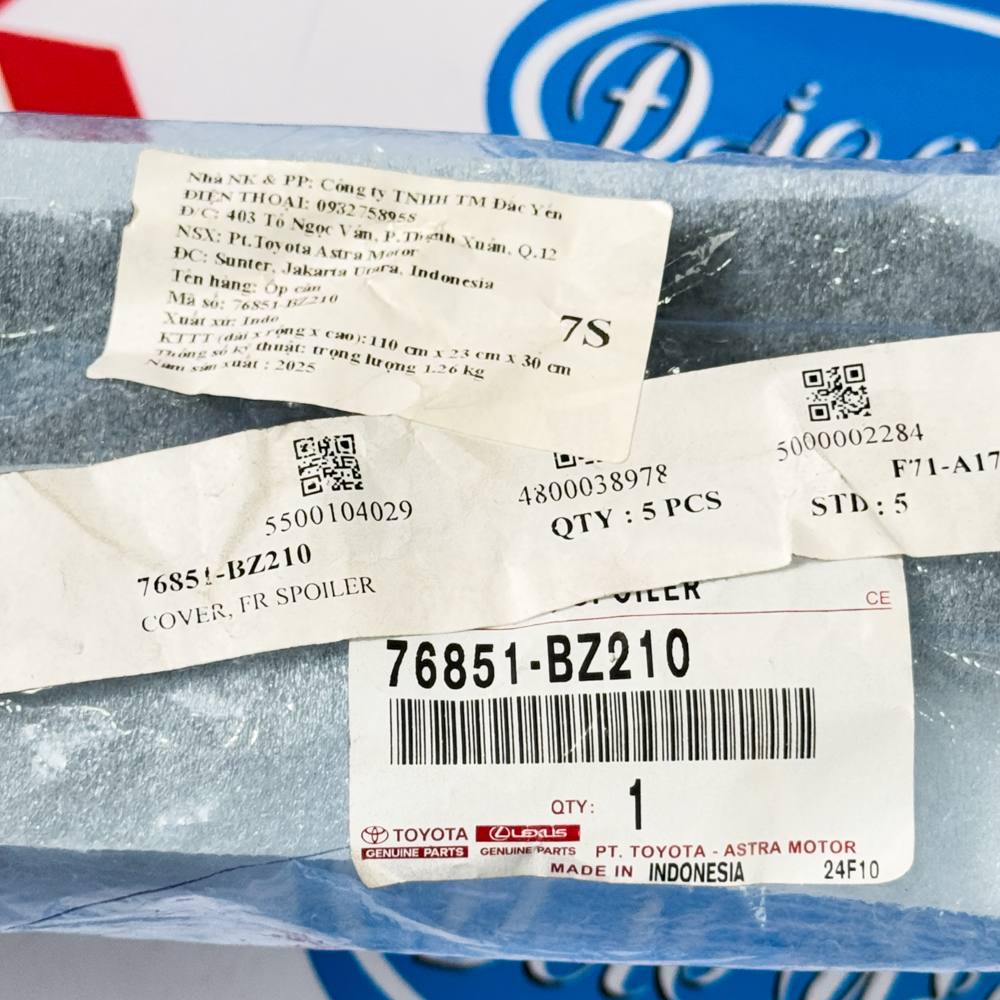 Đắc
Nhà NK & PP: Công ty TNHH TM Đắc Yến
ĐIỆN THOẠI: 0932758958
Đ/C: 403 Tô Ngọc Vân, P.Thạnh Xuân, Q.12
NSX: Pt.Toyota Astra Motor
ĐC: Sunter, Jakarta Utara, Indonesia
Tên hàng: Ốp cản
Mã số: 76851-BZ210
Xuất xứ: Indo
7S
KTTT (dài x rộng x cao): 110 cm x 23 cm x 30 cm
Thông số kỹ thuật: trọng lượng 1.26 kg
Năm sản xuất : 2025
5500104029
76851-BZ210
COVER, FR SPOILER
4800038978
QTY : 5 PCS
5000002284
F71-A17
STD : 5
SPOILER
CE
76851-BZ210
QTY: 1
TOYOTA LEXUS
GENUINE PARTS GENUINE PARTS PT. TOYOTA - ASTRA MOTOR
MADE IN INDONESIA 24F10